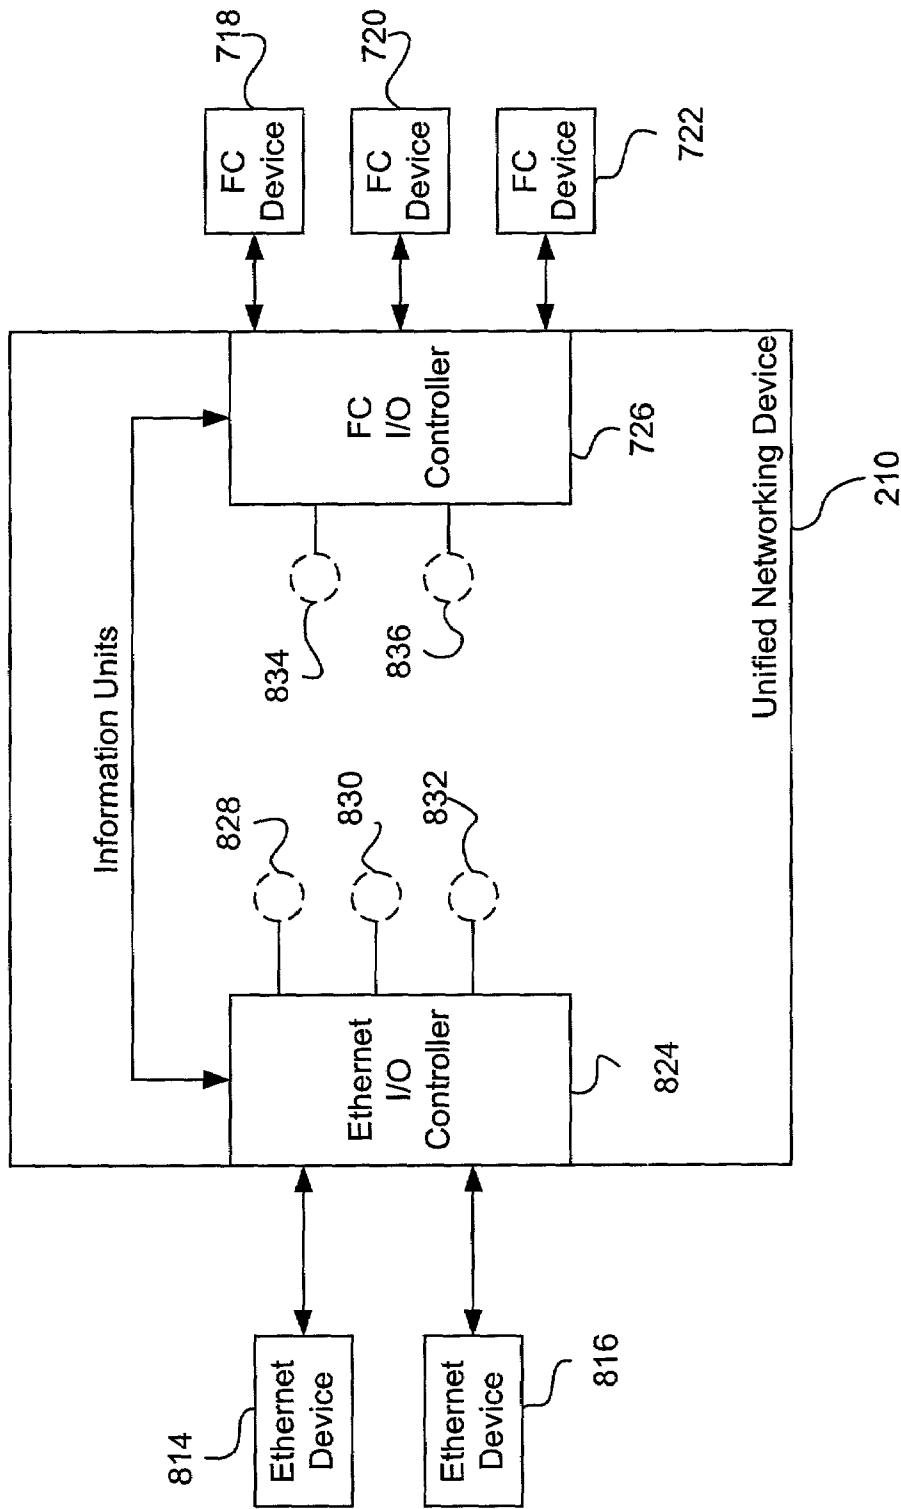 Information Units
814
Ethernet
Device
Ethernet
Device
816
Ethernet
I/O
Controller
824
828
830
832
834
836
FC
I/O
Controller
726
FC
Device
718
FC
Device
720
FC
Device
722
Unified Networking Device
210